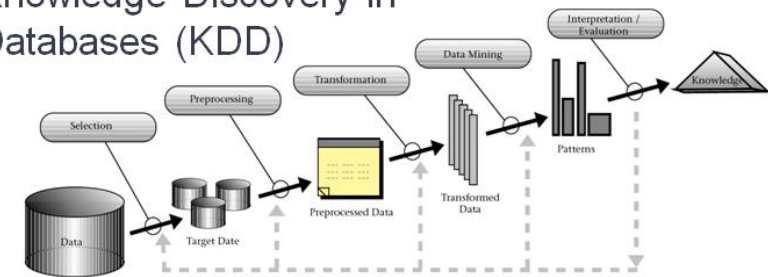 Knowledge Discovery in
Databases (KDD)
Interpretation /
Evaluation
Data Mining
Transformation
Preprocessing
Selection
Knowledge
Patterns
Transformed
Data
Preprocessed Data
Target Date
Data